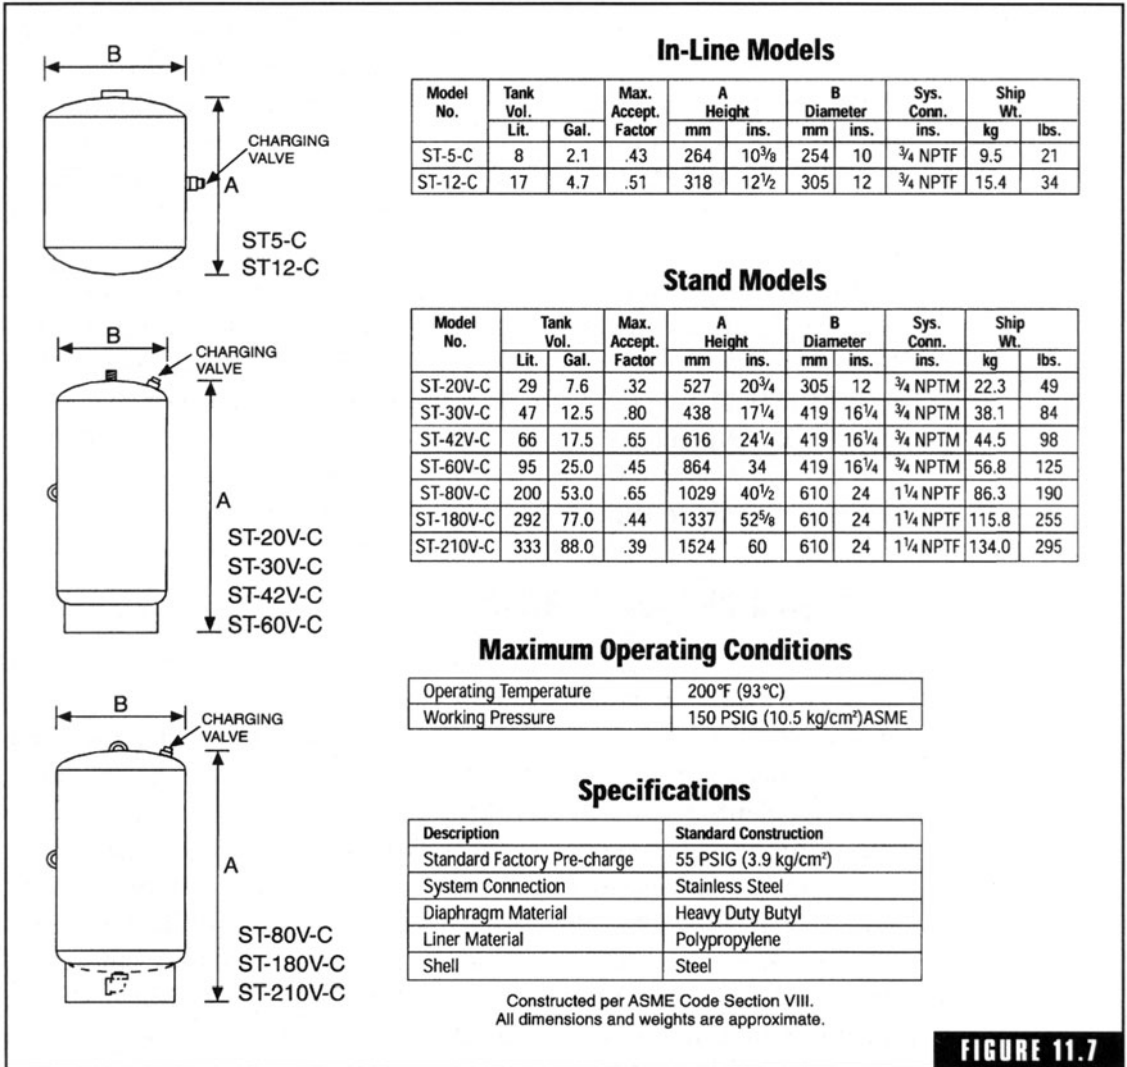 B
CHARGING
VALVE
A
ST5-C
ST12-C
B
CHARGING
VALVE
A
ST-20V-C
ST-30V-C
ST-42V-C
ST-60V-C
B
CHARGING
VALVE
A
ST-80V-C
ST-180V-C
ST-210V-C
In-Line Models
Model No. Tank Vol. Max. Accept. Factor A Height B Diameter Sys. Conn. Ship Wt.
Lit. Gal. mm ins. mm ins. ins. kg lbs.
ST-5-C 8 2.1 .43 264 10³/₈ 254 10 ³/₄ NPTF 9.5 21
ST-12-C 17 4.7 .51 318 12¹/₂ 305 12 ³/₄ NPTF 15.4 34
Stand Models
Model No. Tank Vol. Max. Accept. Factor A Height B Diameter Sys. Conn. Ship Wt.
Lit. Gal. mm ins. mm ins. ins. kg lbs.
ST-20V-C 29 7.6 .32 527 20³/₄ 305 12 ³/₄ NPTM 22.3 49
ST-30V-C 47 12.5 .80 438 17¹/₄ 419 16¹/₄ ³/₄ NPTM 38.1 84
ST-42V-C 66 17.5 .65 616 24¹/₄ 419 16¹/₄ ³/₄ NPTM 44.5 98
ST-60V-C 95 25.0 .45 864 34 419 16¹/₄ ³/₄ NPTM 56.8 125
ST-80V-C 200 53.0 .65 1029 40¹/₂ 610 24 1¹/₄ NPTF 86.3 190
ST-180V-C 292 77.0 .44 1337 52⁵/₈ 610 24 1¹/₄ NPTF 115.8 255
ST-210V-C 333 88.0 .39 1524 60 610 24 1¹/₄ NPTF 134.0 295
Maximum Operating Conditions
Operating Temperature 200°F (93°C)
Working Pressure 150 PSIG (10.5 kg/cm²)ASME
Specifications
Description Standard Construction
Standard Factory Pre-charge 55 PSIG (3.9 kg/cm²)
System Connection Stainless Steel
Diaphragm Material Heavy Duty Butyl
Liner Material Polypropylene
Shell Steel
Constructed per ASME Code Section VIII.
All dimensions and weights are approximate.
FIGURE 11.7